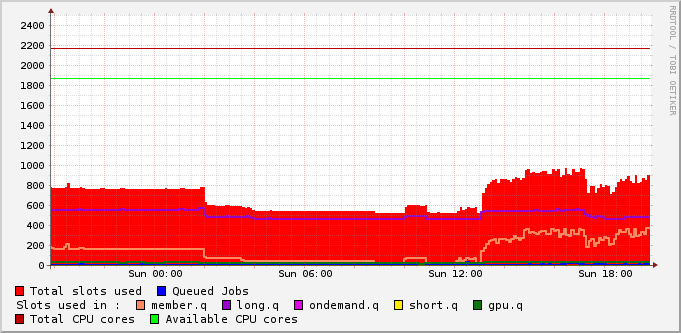 RRDTOOL / TOBI OETIKER
2400
2200
2000
1800
1600
1400
1200
1000
800
600
400
200
0
Sun 00:00 Sun 06:00 Sun 12:00 Sun 18:00
Total slots used Queued Jobs
Slots used in : member.q long.q ondemand.q short.q gpu.q
Total CPU cores Available CPU cores